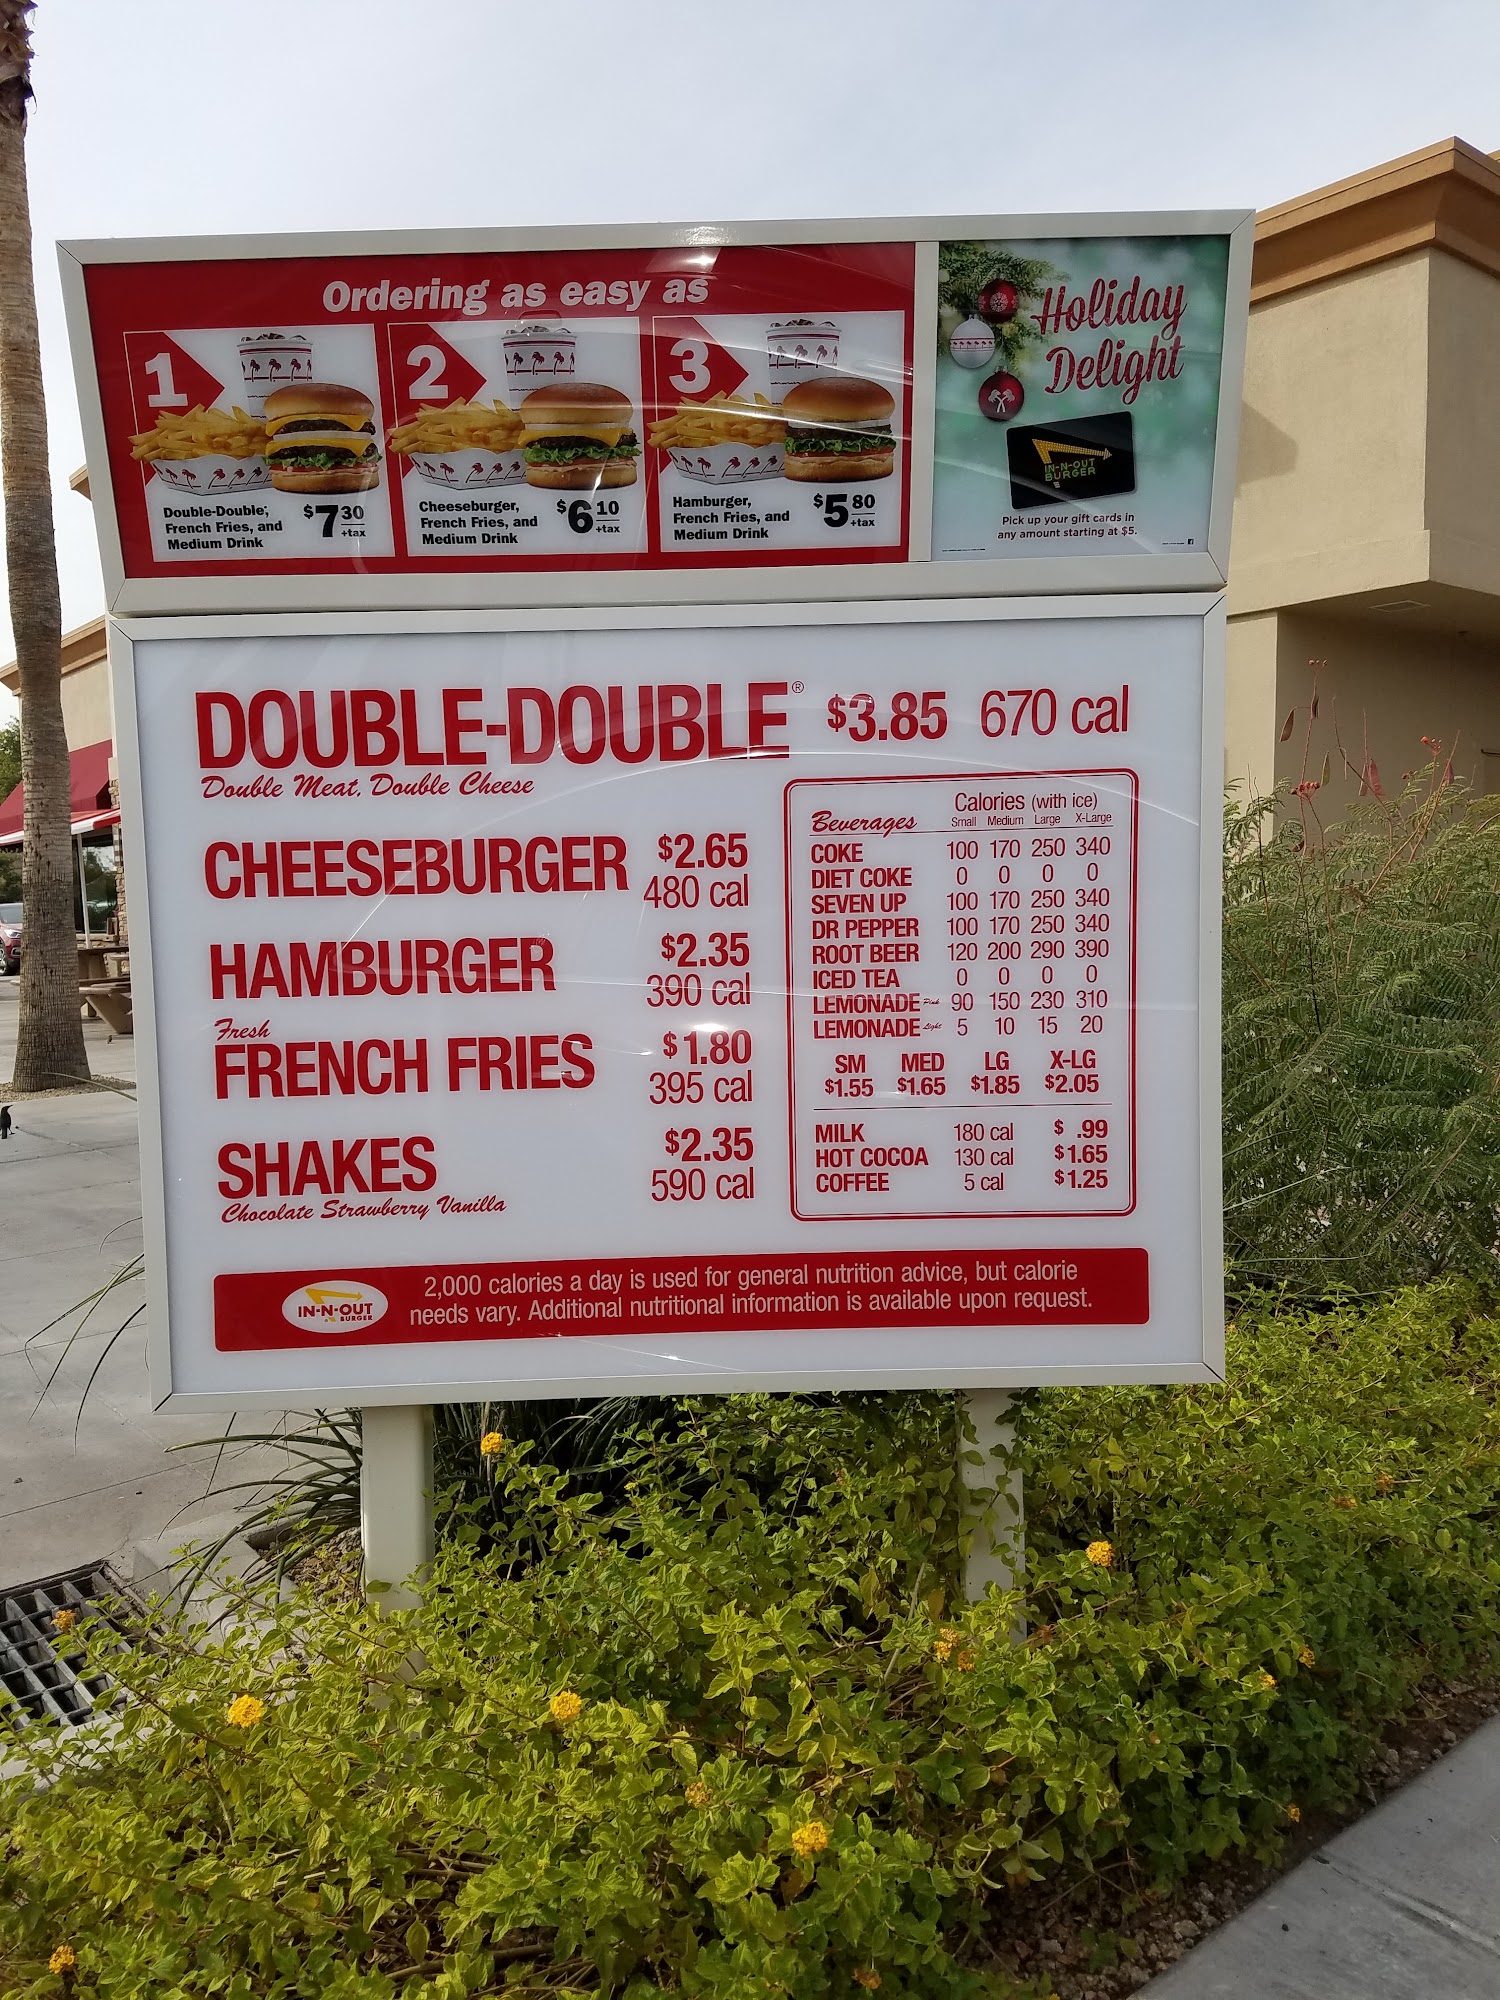 Ordering as easy as
1
Double-Double,
French Fries, and
Medium Drink
$7 30
+tax
2
Cheeseburger,
French Fries, and
Medium Drink
$6 10
+tax
3
Hamburger,
French Fries, and
Medium Drink
$5 80
+tax
Holiday
Delight
IN-N-OUT
BURGER
Pick up your gift cards in
any amount starting at $5.
DOUBLE-DOUBLE® $3.85 670 cal
Double Meat, Double Cheese
CHEESEBURGER $2.65
480 cal
HAMBURGER $2.35
390 cal
Fresh
FRENCH FRIES $1.80
395 cal
SHAKES $2.35
590 cal
Chocolate Strawberry Vanilla
Calories (with ice)
Beverages Small Medium Large X-Large
COKE 100 170 250 340
DIET COKE 0 0 0 0
SEVEN UP 100 170 250 340
DR PEPPER 100 170 250 340
ROOT BEER 120 200 290 390
ICED TEA 0 0 0 0
LEMONADE Pink 90 150 230 310
LEMONADE Light 5 10 15 20
SM MED LG X-LG
$1.55 $1.65 $1.85 $2.05
MILK 180 cal $ .99
HOT COCOA 130 cal $1.65
COFFEE 5 cal $1.25
IN-N-OUT
BURGER
2,000 calories a day is used for general nutrition advice, but calorie
needs vary. Additional nutritional information is available upon request.